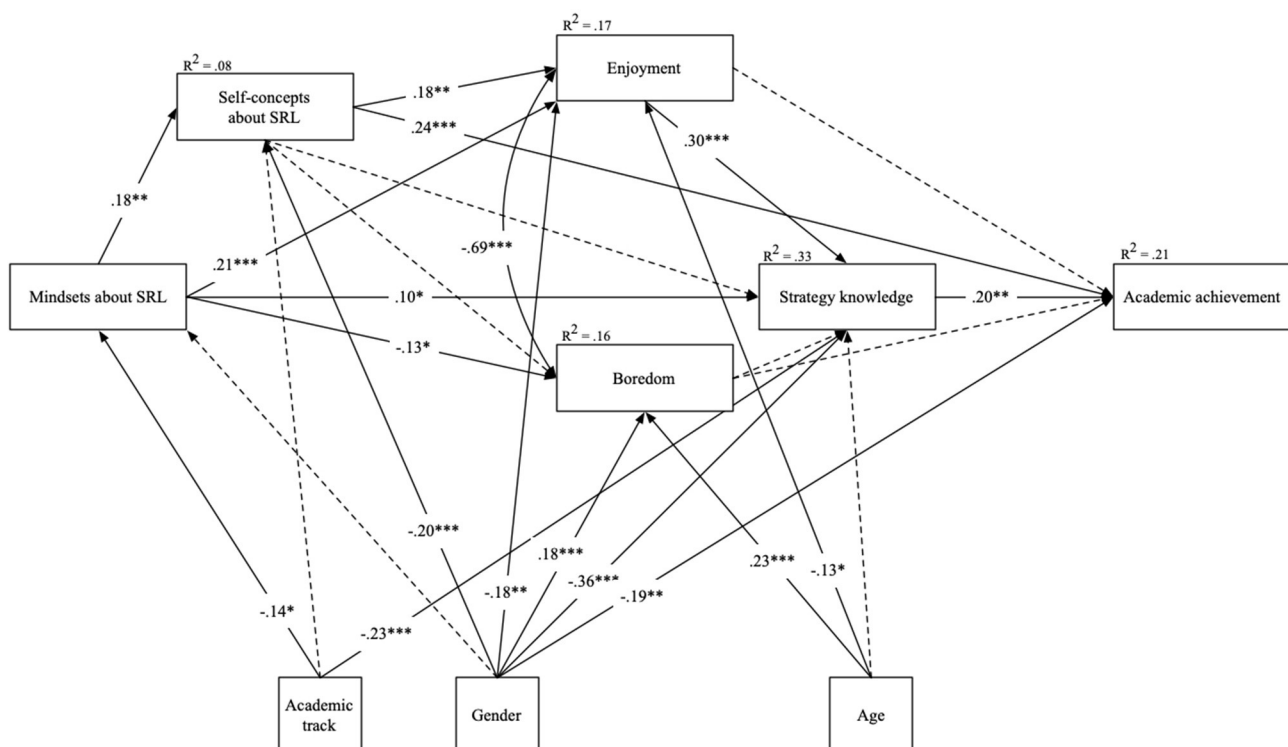 R² = .17
Enjoyment
R² = .08
Self-concepts
about SRL
.18**
.24***
.30***
.18**
-.69***
.21***
R² = .33
R² = .21
Mindsets about SRL
.10*
Strategy knowledge
.20**
Academic achievement
R² = .16
-.13*
Boredom
-.20***
.18***
.23***
-.13*
-.36***
-.18**
-.19**
-.14*
-.23***
Academic
track
Gender
Age